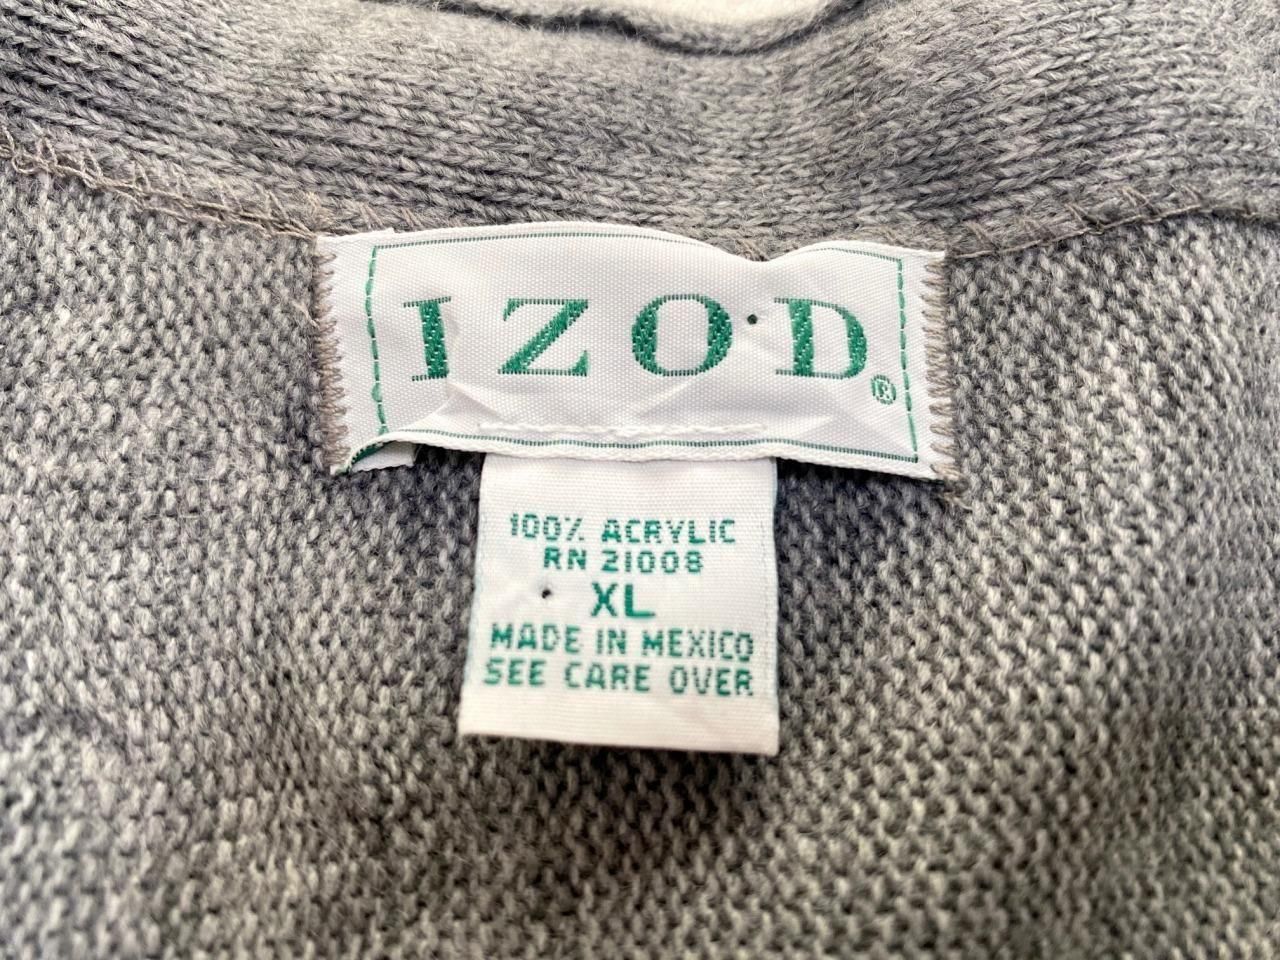 IZOD®
100% ACRYLIC
RN 21008
XL
MADE IN MEXICO
SEE CARE OVER